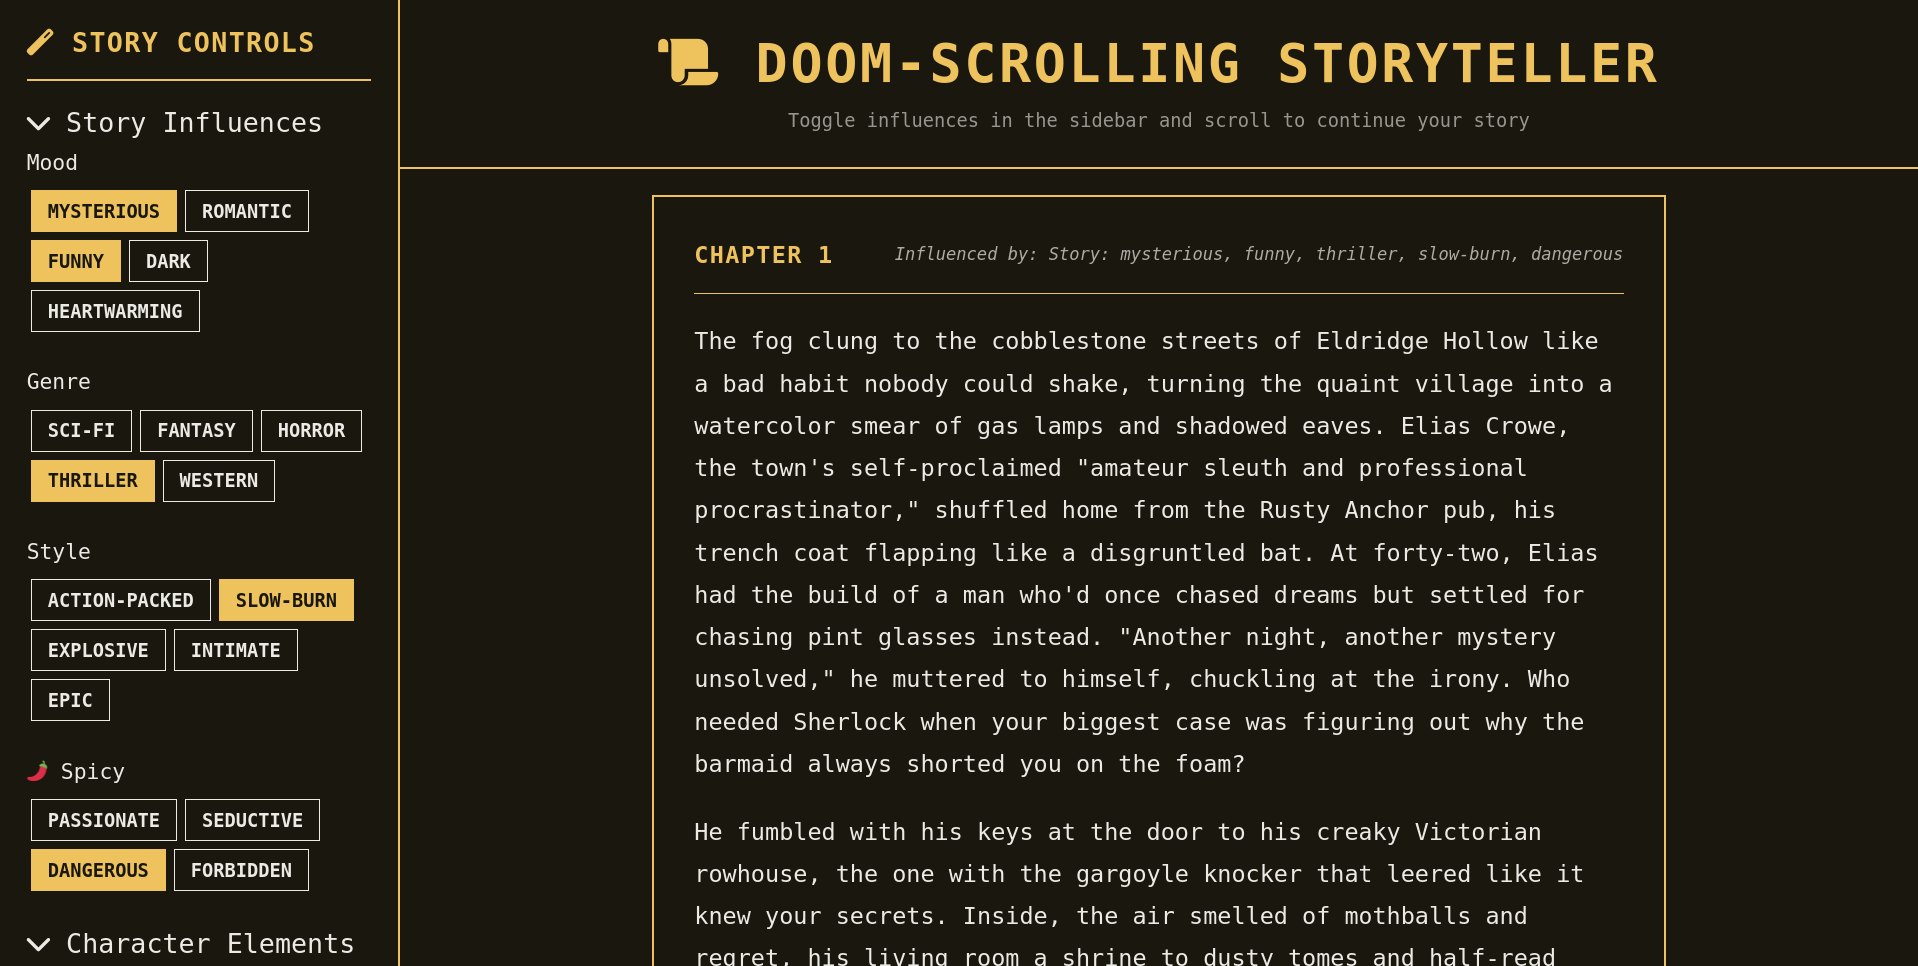 STORY CONTROLS
Story Influences
Mood
MYSTERIOUS
ROMANTIC
FUNNY
DARK
HEARTWARMING
Genre
SCI-FI
FANTASY
HORROR
THRILLER
WESTERN
Style
ACTION-PACKED
SLOW-BURN
EXPLOSIVE
INTIMATE
EPIC
Spicy
PASSIONATE
SEDUCTIVE
DANGEROUS
FORBIDDEN
Character Elements
DOOM-SCROLLING STORYTELLER
Toggle influences in the sidebar and scroll to continue your story
CHAPTER 1
Influenced by: Story: mysterious, funny, thriller, slow-burn, dangerous
The fog clung to the cobblestone streets of Eldridge Hollow like
a bad habit nobody could shake, turning the quaint village into a
watercolor smear of gas lamps and shadowed eaves. Elias Crowe,
the town's self-proclaimed "amateur sleuth and professional
procrastinator," shuffled home from the Rusty Anchor pub, his
trench coat flapping like a disgruntled bat. At forty-two, Elias
had the build of a man who'd once chased dreams but settled for
chasing pint glasses instead. "Another night, another mystery
unsolved," he muttered to himself, chuckling at the irony. Who
needed Sherlock when your biggest case was figuring out why the
barmaid always shorted you on the foam?
He fumbled with his keys at the door to his creaky Victorian
rowhouse, the one with the gargoyle knocker that leered like it
knew your secrets. Inside, the air smelled of mothballs and
regret, his living room a shrine to dusty tomes and half-read